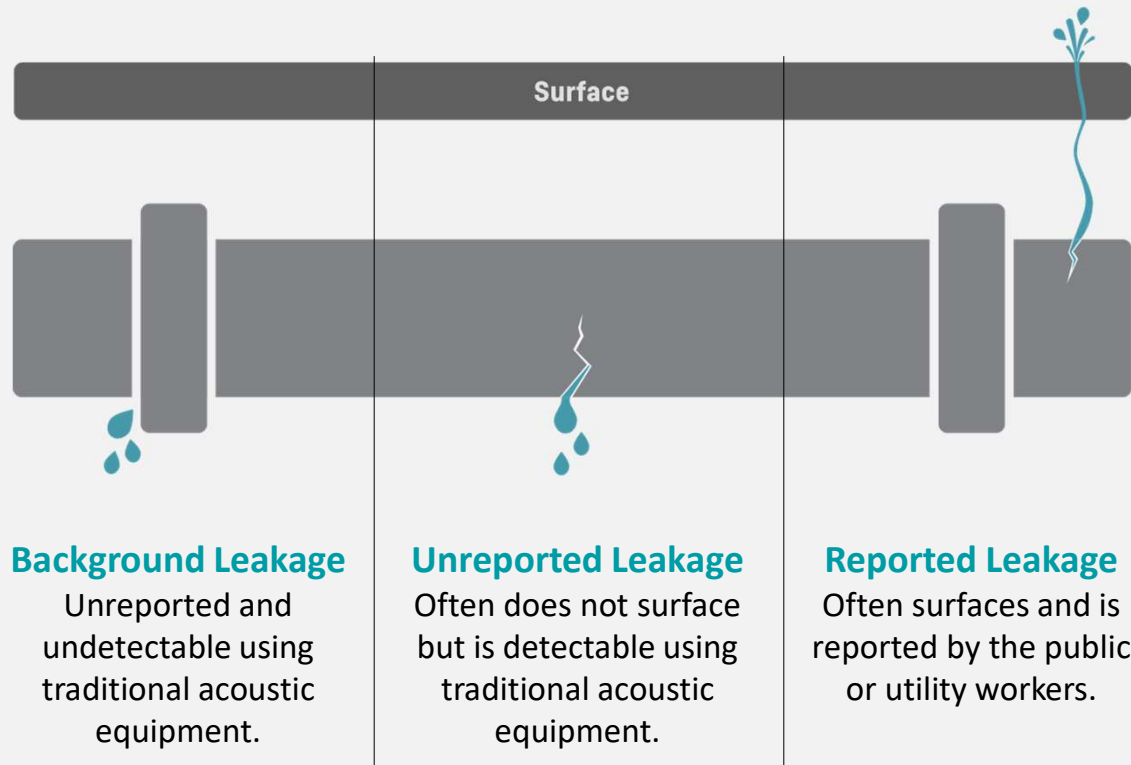 Surface
Background Leakage
Unreported and
undetectable using
traditional acoustic
equipment.
Unreported Leakage
Often does not surface
but is detectable using
traditional acoustic
equipment.
Reported Leakage
Often surfaces and is
reported by the public
or utility workers.